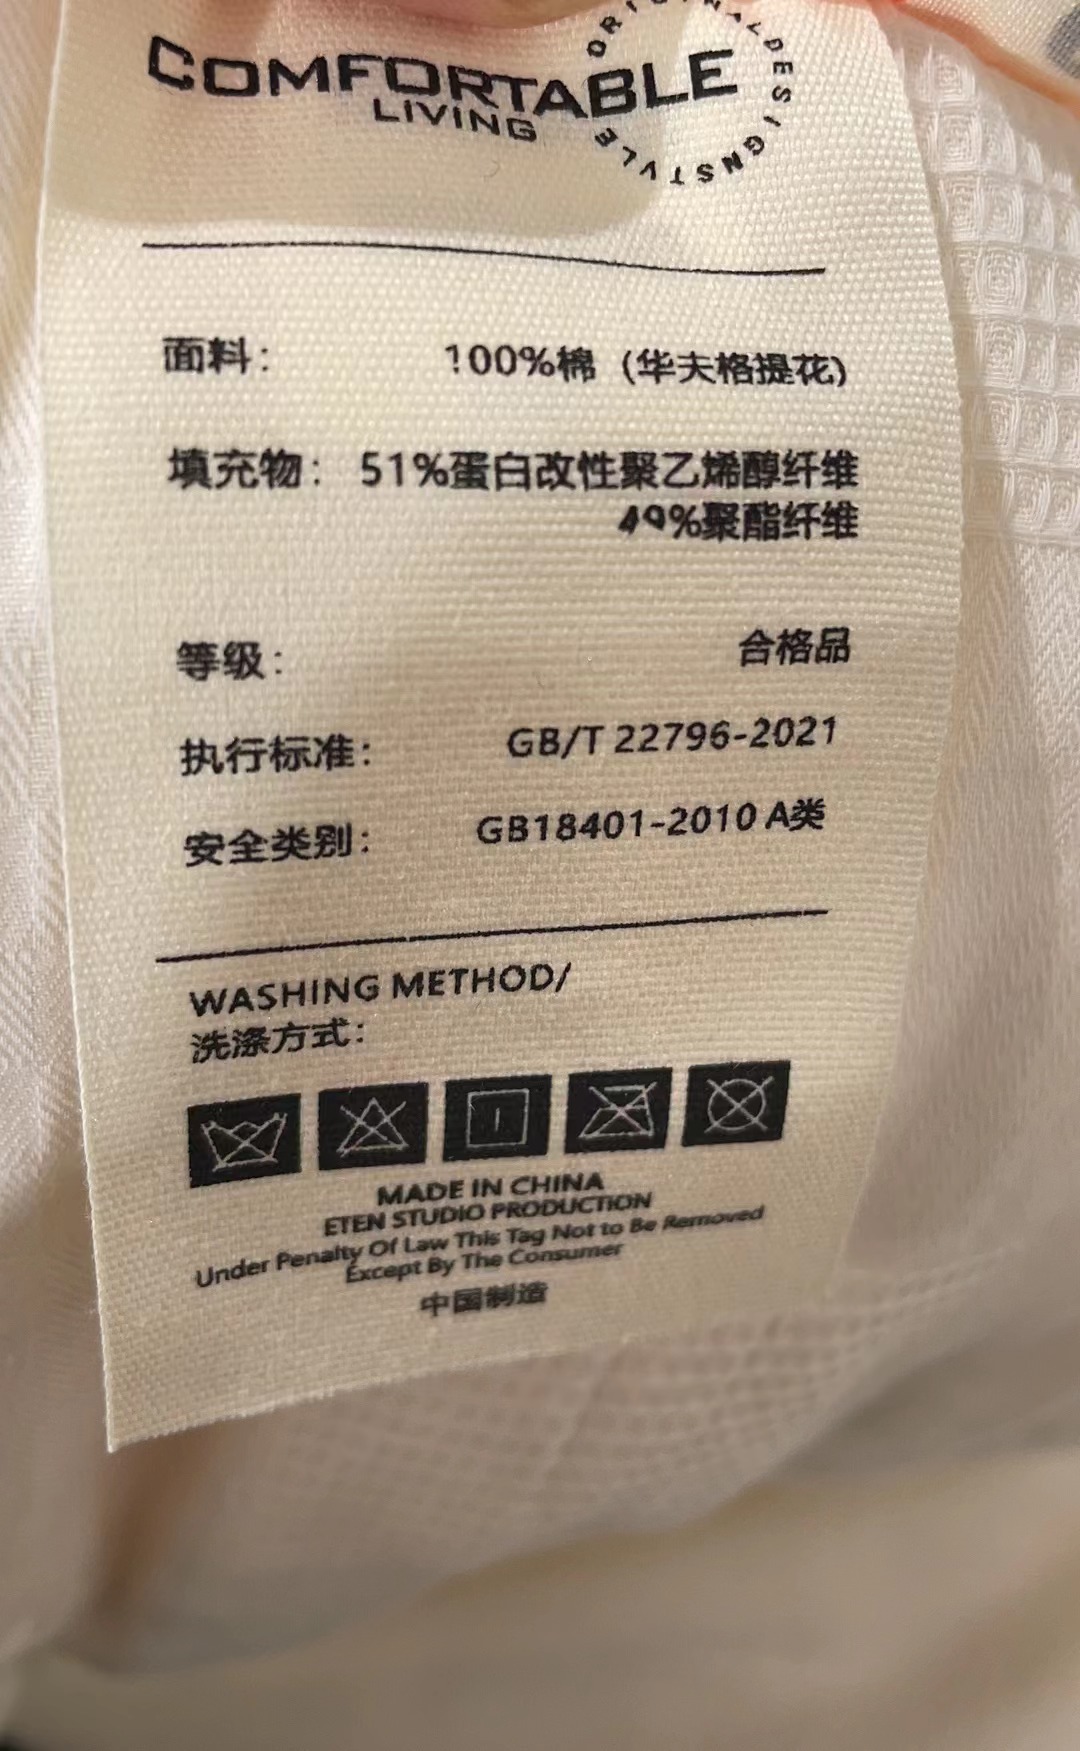 COMFORTABLE
LIVING
ORIGINALDESIGNSTYLE
面料： 100%棉（华夫格提花）
填充物： 51%蛋白改性聚乙烯醇纤维
49%聚酯纤维
等级： 合格品
执行标准： GB/T 22796-2021
安全类别： GB18401-2010 A类
WASHING METHOD/
洗涤方式：
MADE IN CHINA
ETEN STUDIO PRODUCTION
Under Penalty Of Law This Tag Not to Be Removed
Except By The Consumer
中国制造